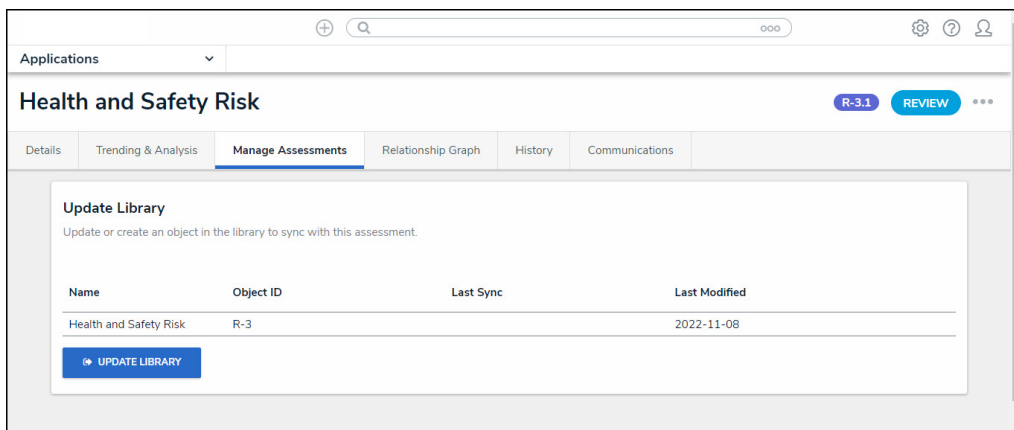 Applications
Health and Safety Risk
R-3.1 REVIEW
Details Trending & Analysis Manage Assessments Relationship Graph History Communications
Update Library
Update or create an object in the library to sync with this assessment.
Name Object ID Last Sync Last Modified
Health and Safety Risk R-3 2022-11-08
UPDATE LIBRARY